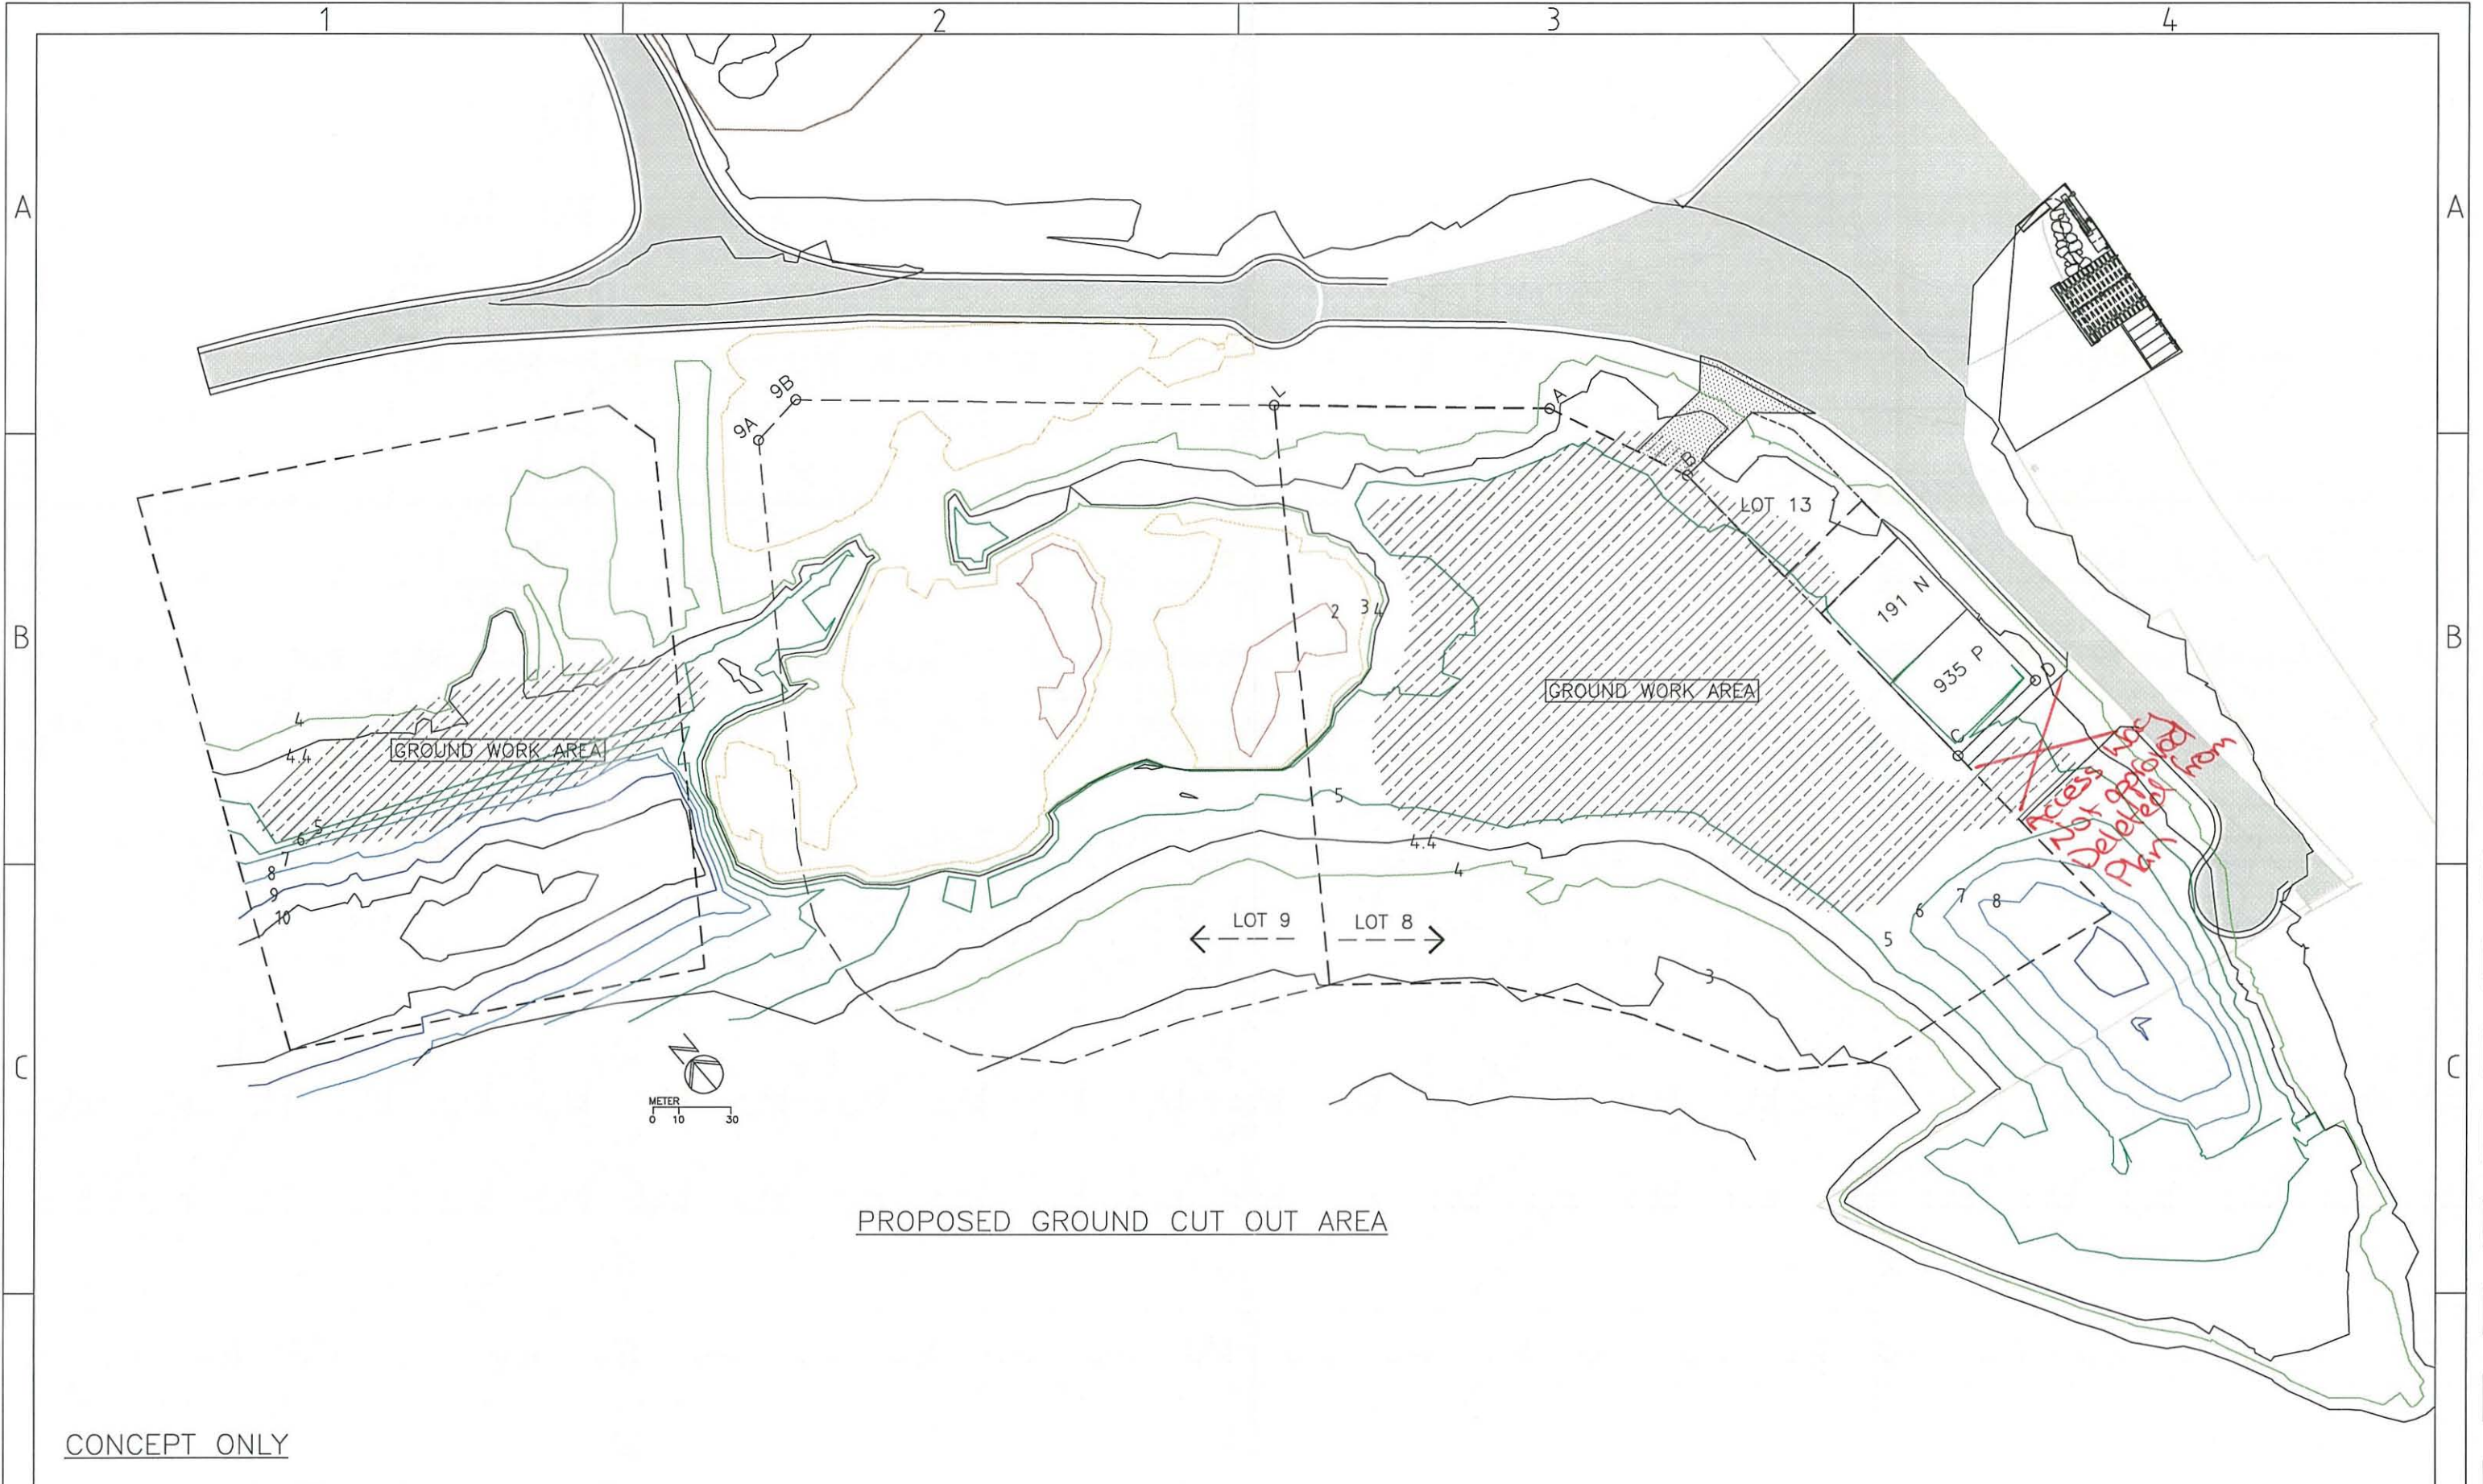 1 2 3 4
A A
9B
L
A
9A
B
LOT 13
191 N
2 3 4
B B
935 P
D
GROUND WORK AREA
4
C
GROUND WORK AREA
4.4
Access was
Not approved
Deleted from
Plan
5
5
6
4.4
7
8
4
9
7 8
6
10
LOT 9 LOT 8
5
3
N
C C
METER
0 10 30
PROPOSED GROUND CUT OUT AREA
CONCEPT ONLY